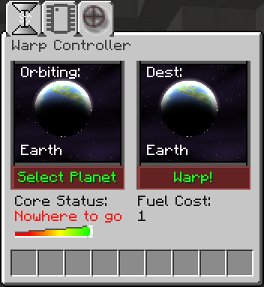 Warp Controller
Orbiting:
Earth
Dest:
Earth
Select Planet
Warp!
Core Status:
Nowhere to go
Fuel Cost:
1